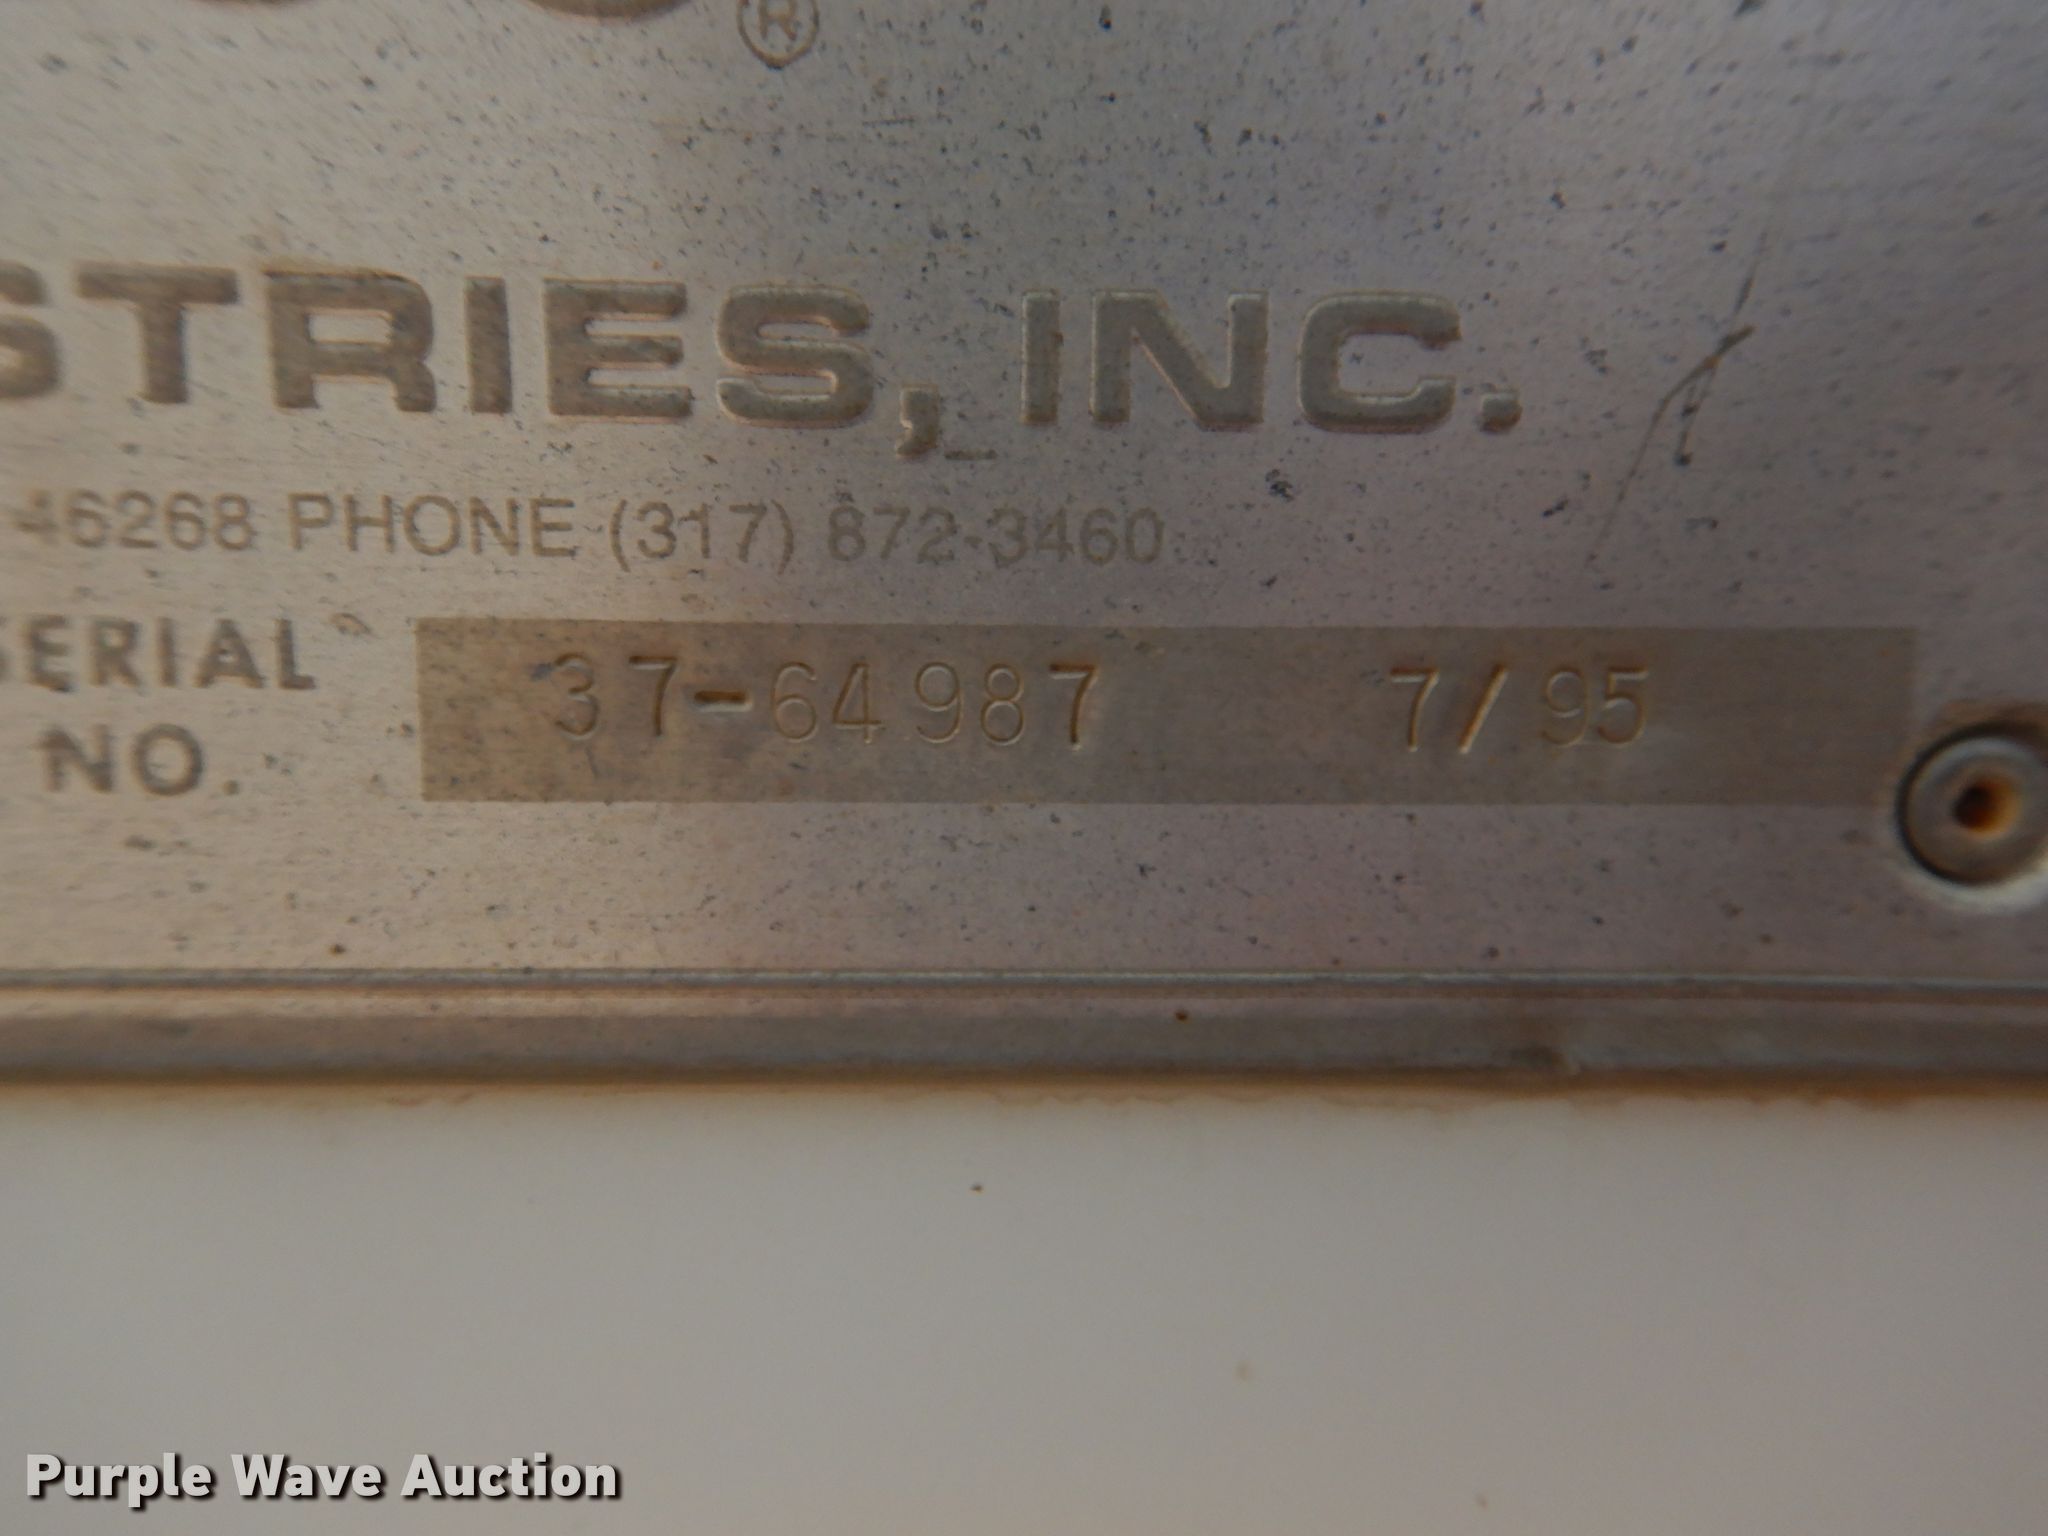 ®
STRIES, INC.
46268 PHONE (317) 872-3460
SERIAL
NO.
37-64987 7/95
Purple Wave Auction